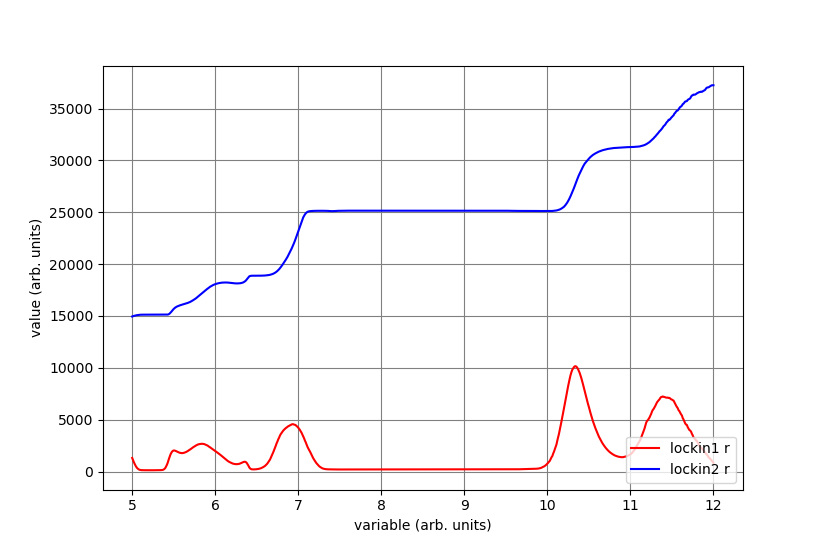 35000
30000
25000
20000
15000
10000
5000
0
value (arb. units)
lockin1 r
lockin2 r
5 6 7 8 9 10 11 12
variable (arb. units)